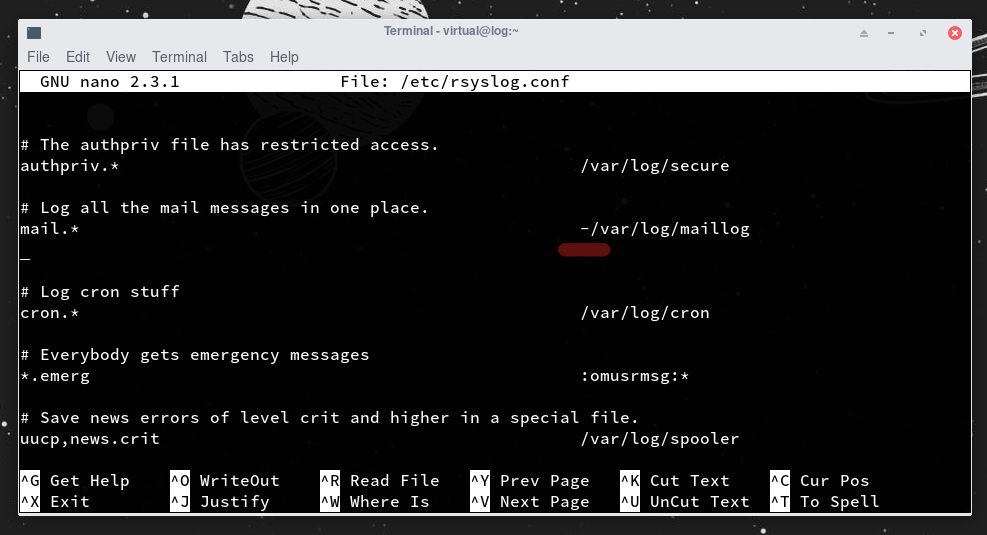 Terminal - virtual@log:~
File Edit View Terminal Tabs Help
GNU nano 2.3.1 File: /etc/rsyslog.conf
# The authpriv file has restricted access.
authpriv.* /var/log/secure
# Log all the mail messages in one place.
mail.* -/var/log/maillog
# Log cron stuff
cron.* /var/log/cron
# Everybody gets emergency messages
*.emerg :omusrmsg:*
# Save news errors of level crit and higher in a special file.
uucp,news.crit /var/log/spooler
^G Get Help ^O WriteOut ^R Read File ^Y Prev Page ^K Cut Text ^C Cur Pos
^X Exit ^J Justify ^W Where Is ^V Next Page ^U UnCut Text ^T To Spell